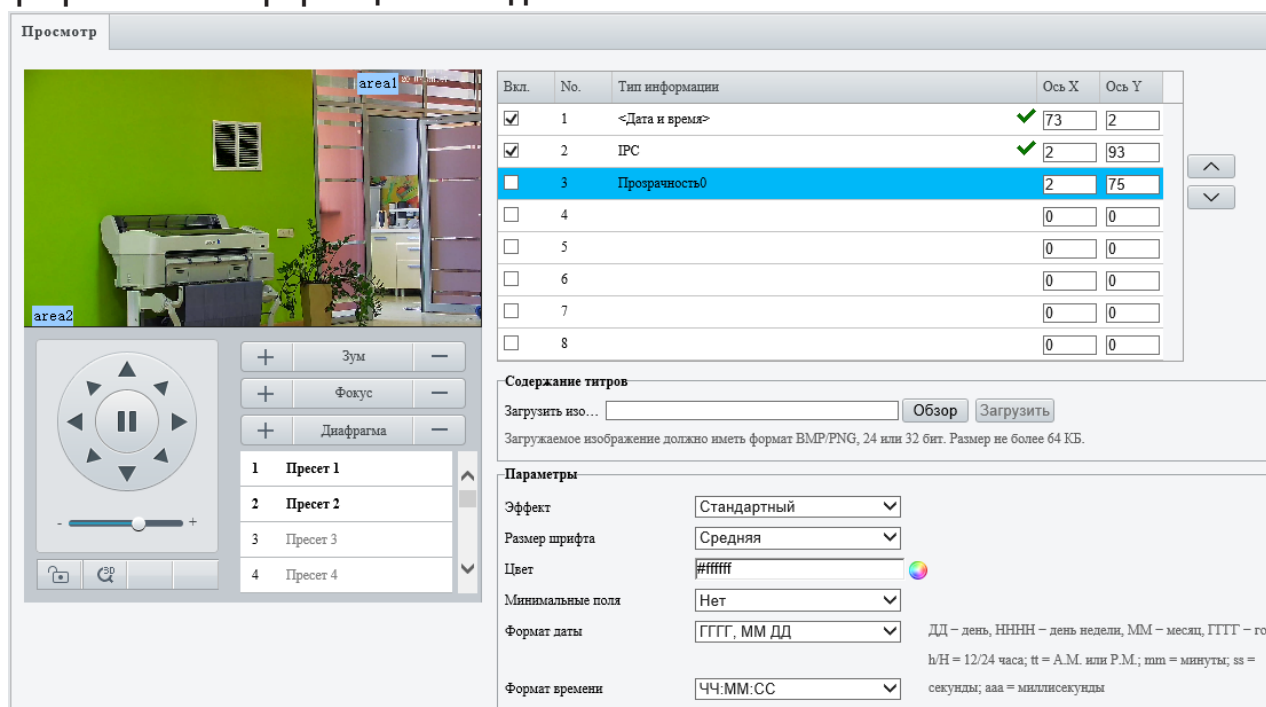 Просмотр
area1
area2
Вкл. No. Тип информации Ось X Ось Y
1 <Дата и время> 73 2
2 IPC 2 93
3 Прозрачность0 2 75
4 0 0
5 0 0
6 0 0
7 0 0
8 0 0
+ Зум −
+ Фокус −
+ Диафрагма −
1 Пресет 1
2 Пресет 2
3 Пресет 3
4 Пресет 4
- +
3D
Содержание титров
Загрузить изо… Обзор Загрузить
Загружаемое изображение должно иметь формат BMP/PNG, 24 или 32 бит. Размер не более 64 КБ.
Параметры
Эффект Стандартный
Размер шрифта Средняя
Цвет #ffffff
Минимальные поля Нет
Формат даты ГГГГ, ММ ДД ДД − день, НННН − день недели, ММ − месяц, ГГГГ − го
h/H = 12/24 часа; tt = A.M. или P.M.; mm = минуты; ss =
Формат времени ЧЧ:ММ:СС секунды; aaa = миллисекунды